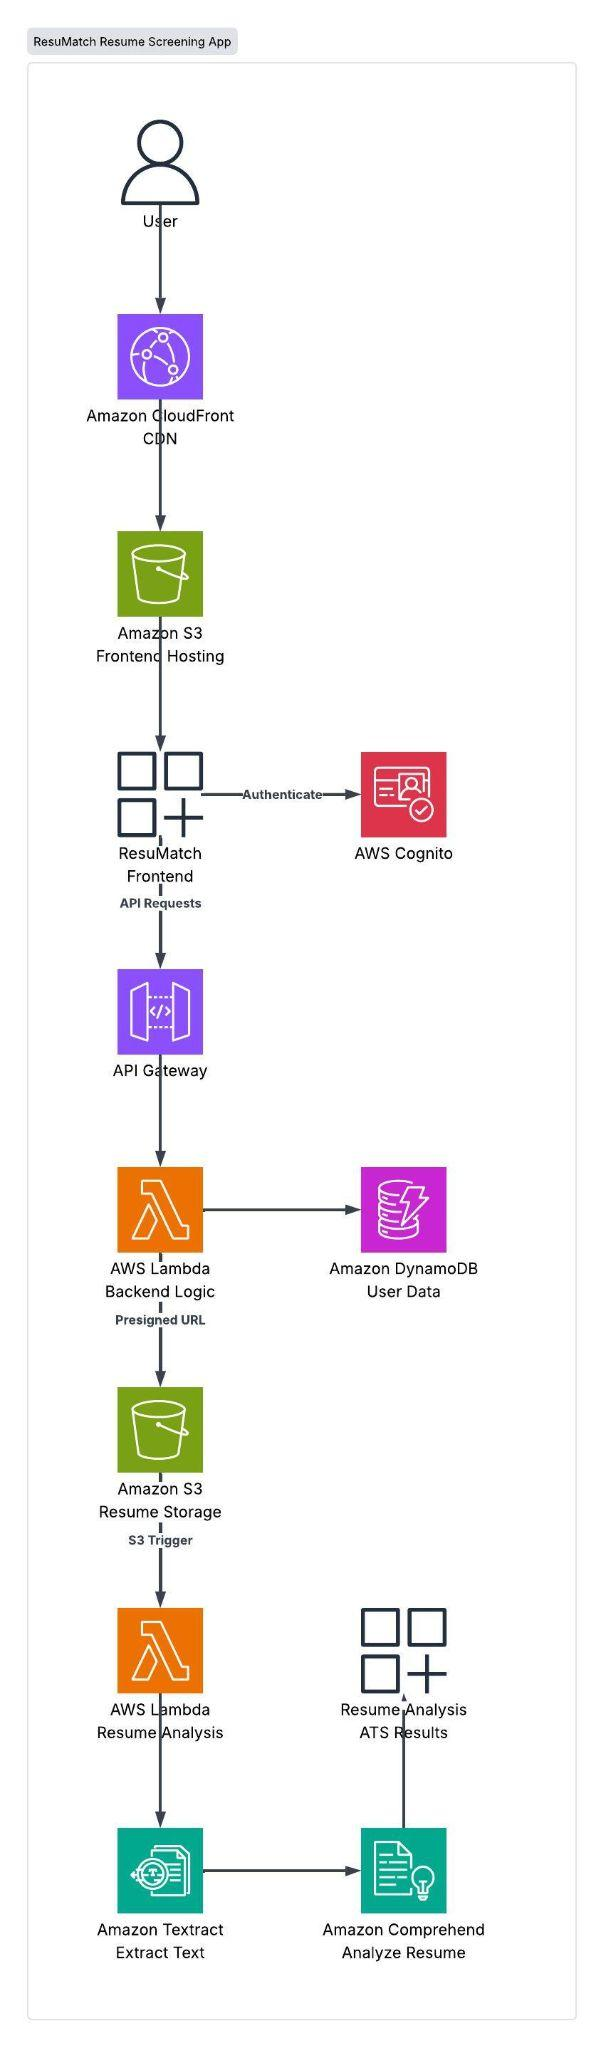 ResuMatch Resume Screening App
User
Amazon CloudFront
CDN
Amazon S3
Frontend Hosting
Authenticate
ResuMatch
Frontend
AWS Cognito
API Requests
API Gateway
AWS Lambda
Backend Logic
Amazon DynamoDB
User Data
Presigned URL
Amazon S3
Resume Storage
S3 Trigger
AWS Lambda
Resume Analysis
Resume Analysis
ATS Results
Amazon Textract
Extract Text
Amazon Comprehend
Analyze Resume